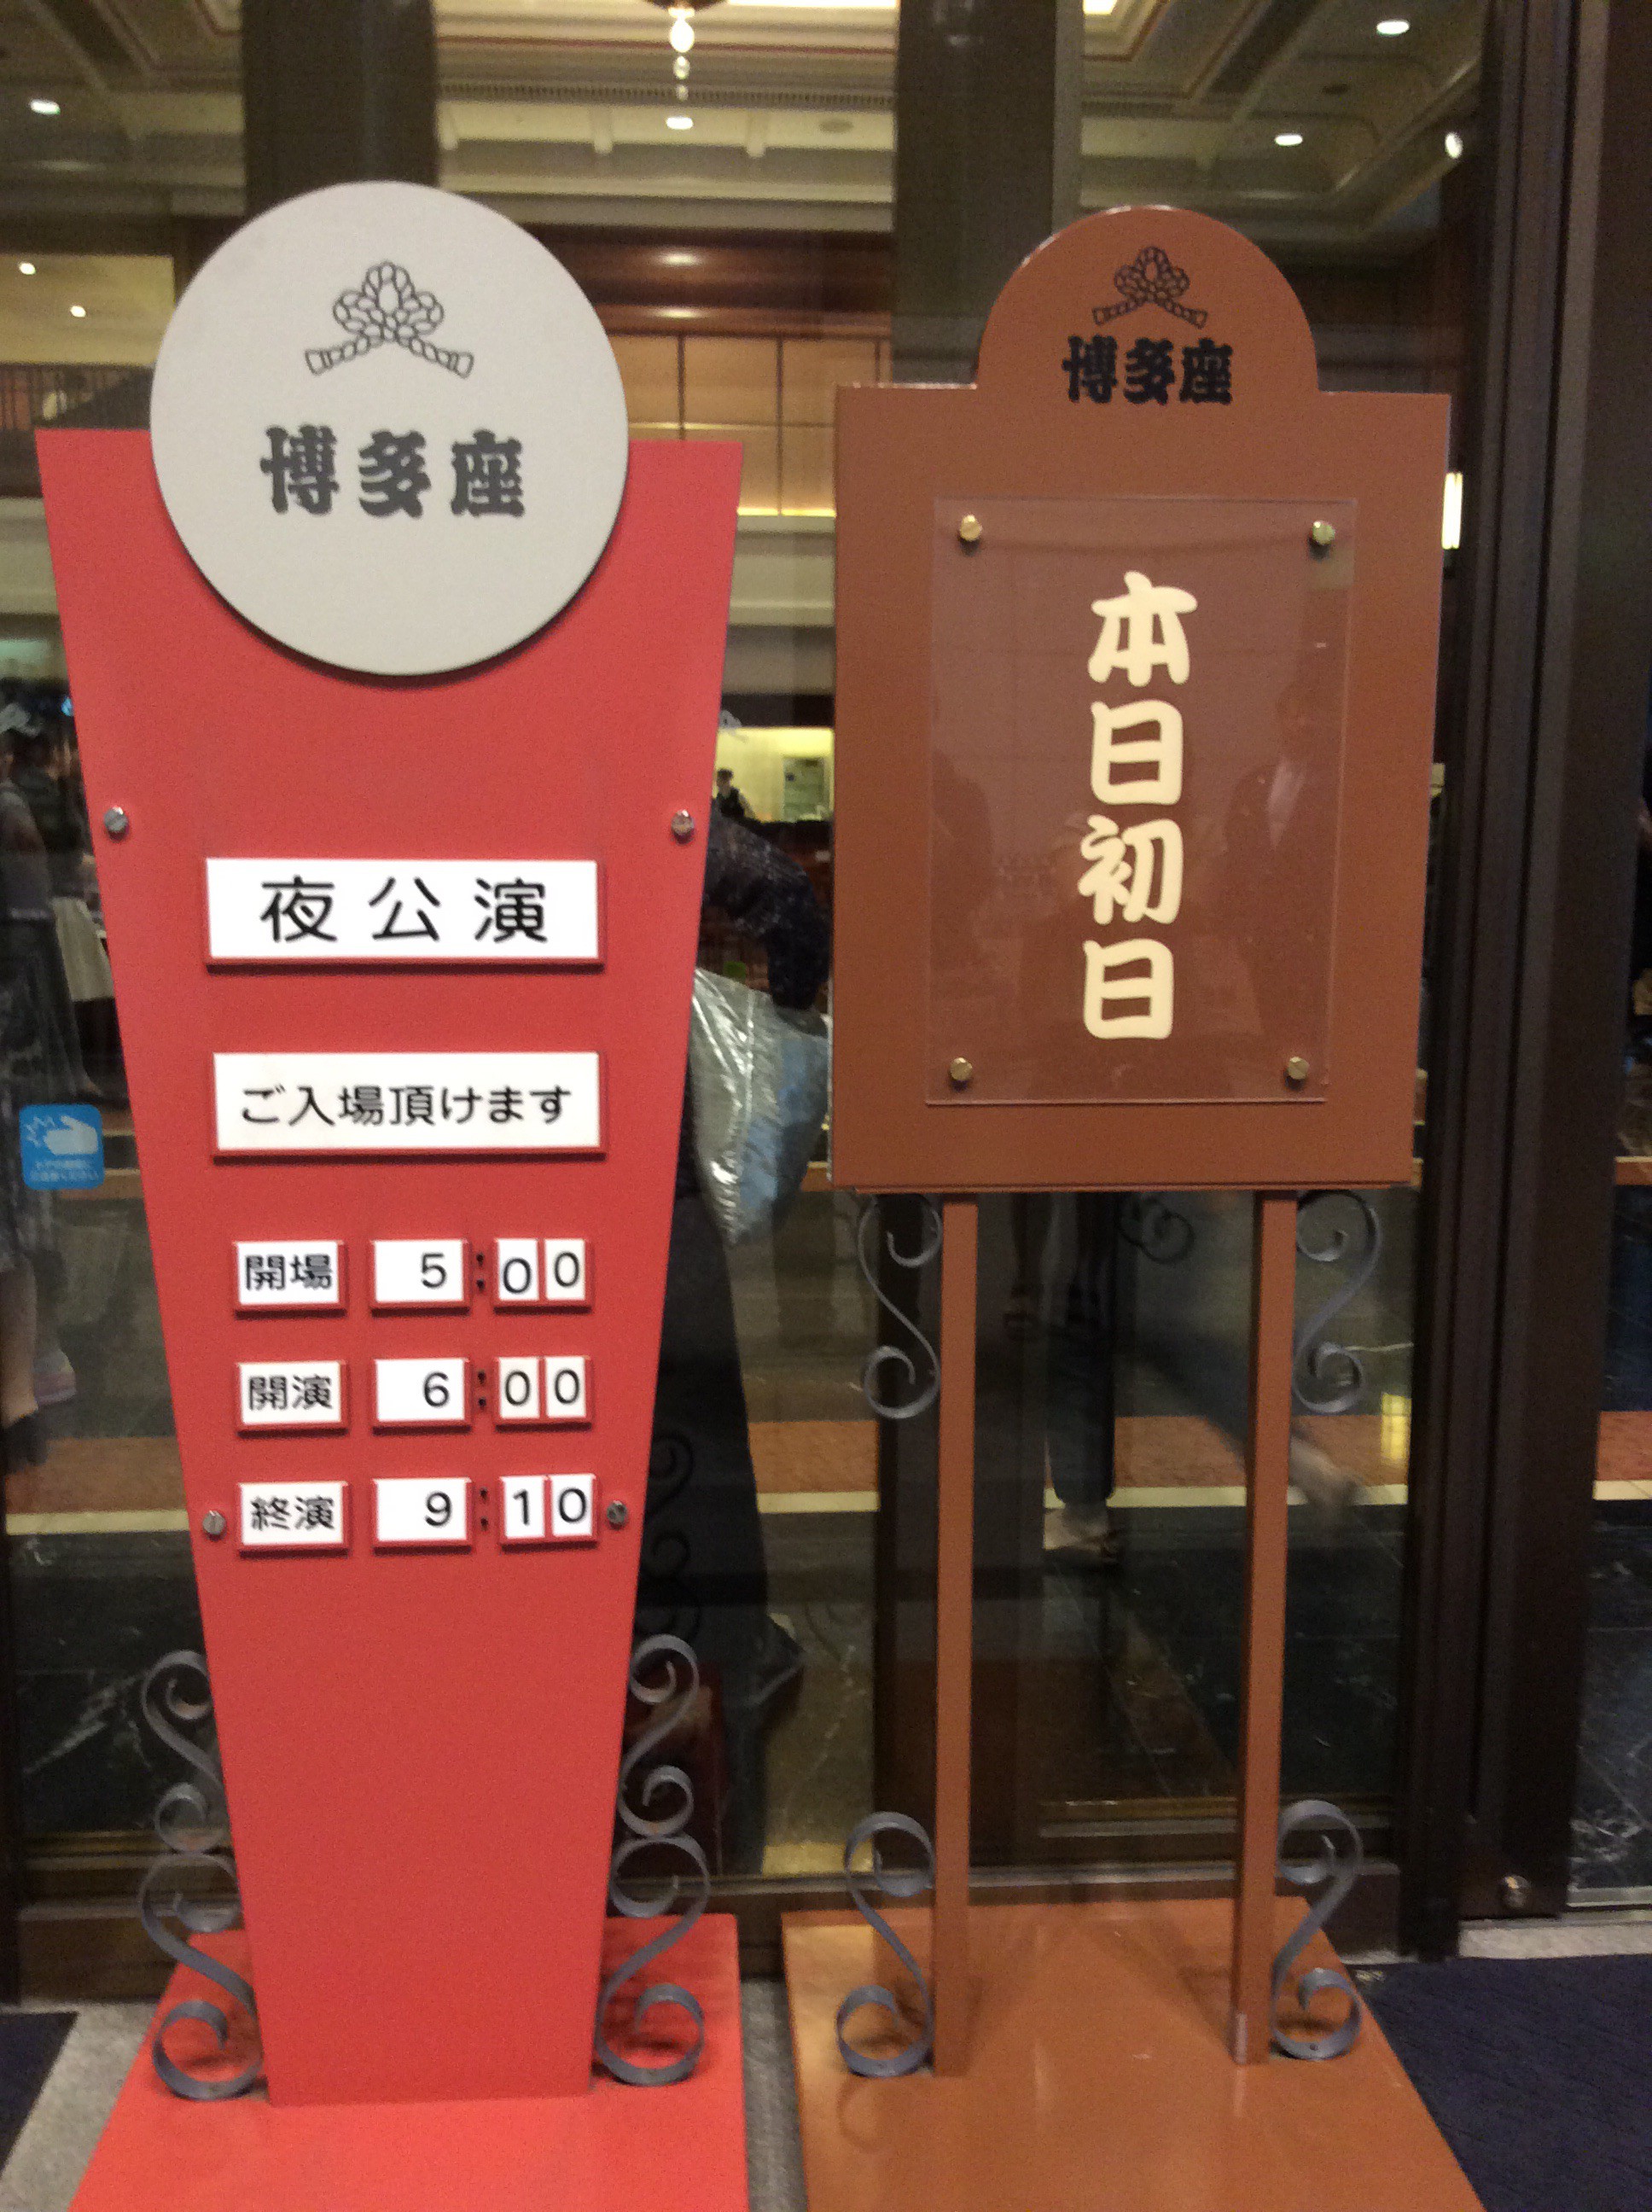 博多座
夜公演
ご入場頂けます
開場 5:00
開演 6:00
終演 9:10
博多座
本日初日